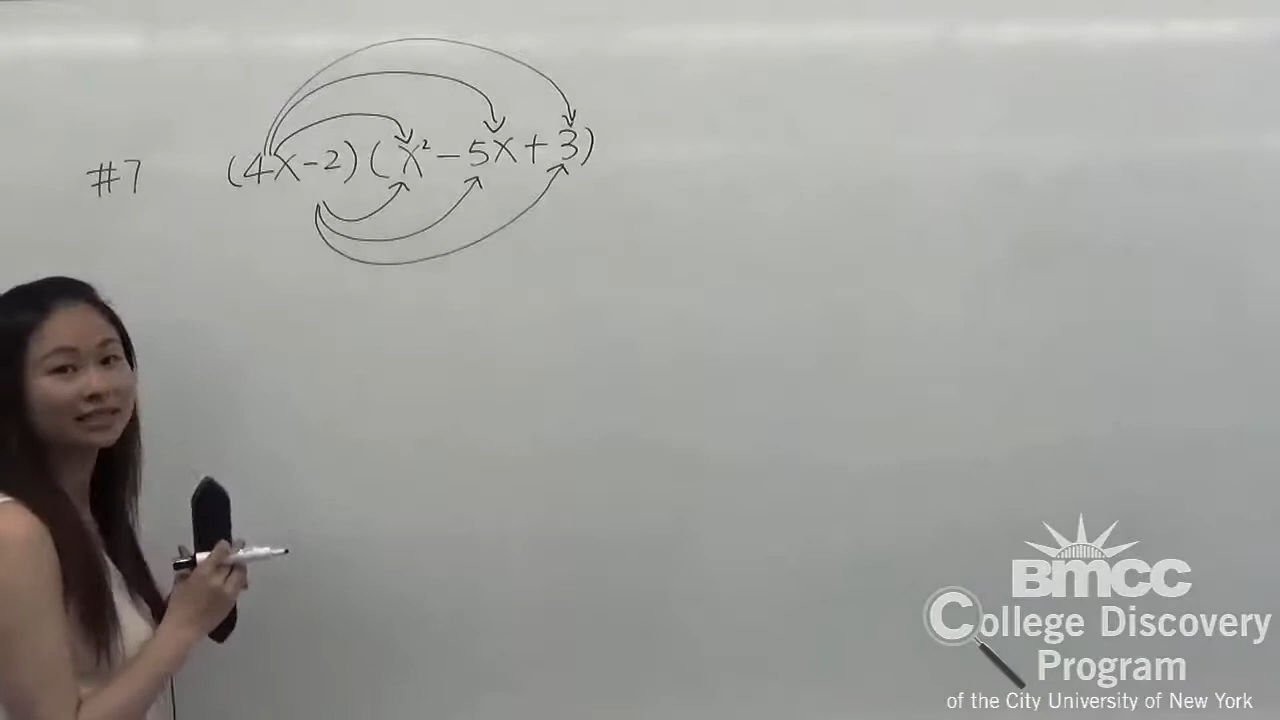 #7 (4x-2)(x²-5x+3)
BMCC
College Discovery
Program
of the City University of New York